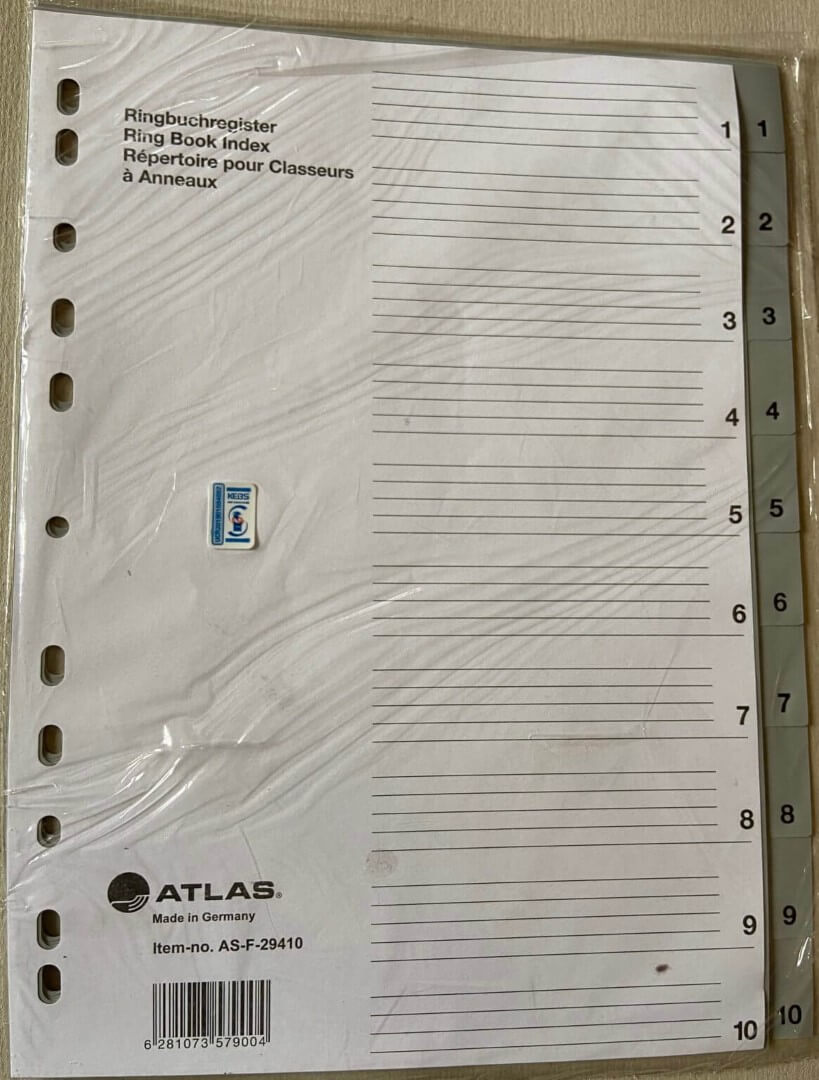 Ringbuchregister
Ring Book Index
Répertoire pour Classeurs
à Anneaux
1 1
2 2
3 3
4 4
5 5
6 6
7 7
8 8
9 9
10 10
KEBS
ATLAS®
Made in Germany
Item-no. AS-F-29410
6 281073 579004